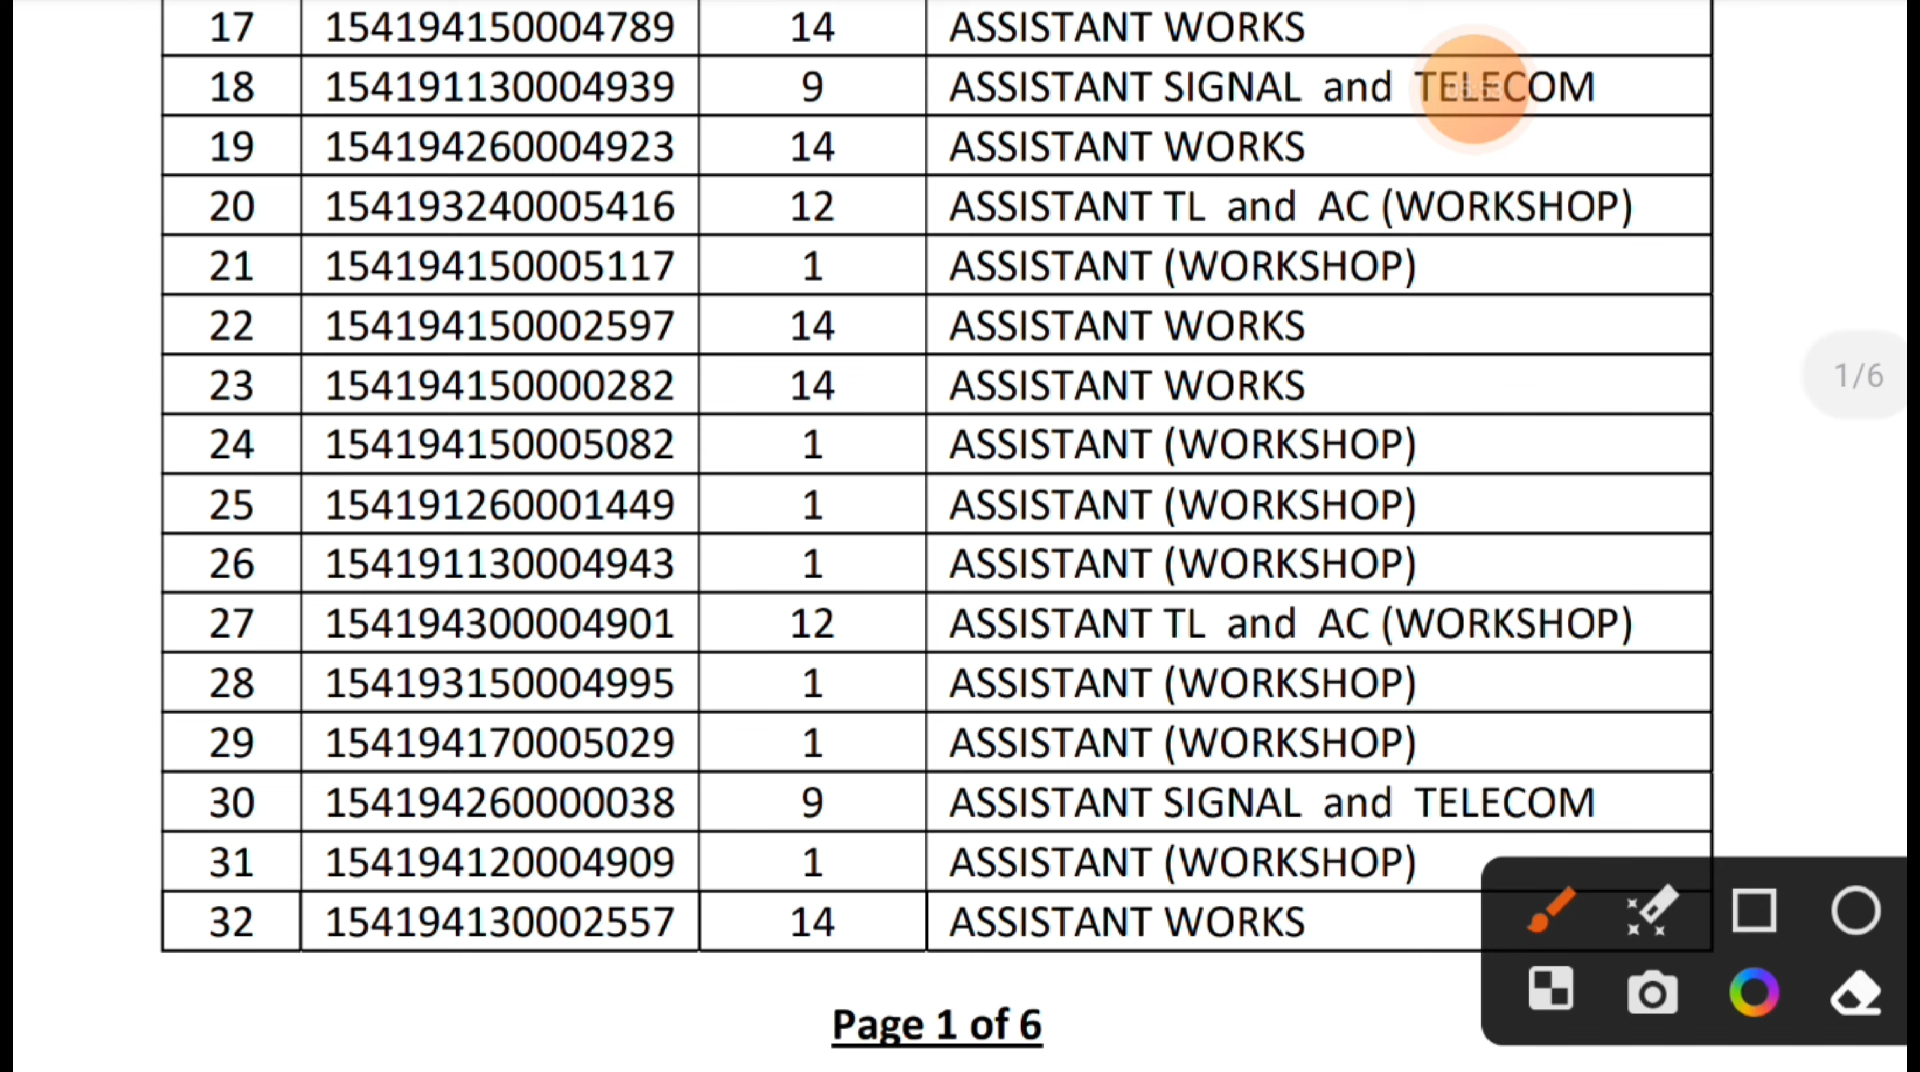 17 154194150004789 14 ASSISTANT WORKS
18 154191130004939 9 ASSISTANT SIGNAL and TELECOM
19 154194260004923 14 ASSISTANT WORKS
20 154193240005416 12 ASSISTANT TL and AC (WORKSHOP)
21 154194150005117 1 ASSISTANT (WORKSHOP)
22 154194150002597 14 ASSISTANT WORKS
23 154194150000282 14 ASSISTANT WORKS
1/6
24 154194150005082 1 ASSISTANT (WORKSHOP)
25 154191260001449 1 ASSISTANT (WORKSHOP)
26 154191130004943 1 ASSISTANT (WORKSHOP)
27 154194300004901 12 ASSISTANT TL and AC (WORKSHOP)
28 154193150004995 1 ASSISTANT (WORKSHOP)
29 154194170005029 1 ASSISTANT (WORKSHOP)
30 154194260000038 9 ASSISTANT SIGNAL and TELECOM
31 154194120004909 1 ASSISTANT (WORKSHOP)
32 154194130002557 14 ASSISTANT WORKS
Page 1 of 6